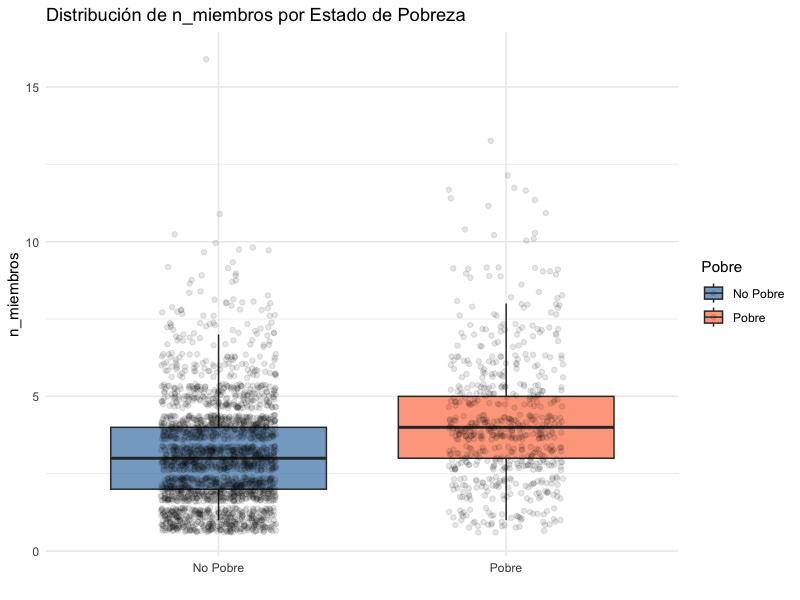 Distribución de n_miembros por Estado de Pobreza
n_miembros
15
10
5
0
No Pobre
Pobre
Pobre
No Pobre
Pobre